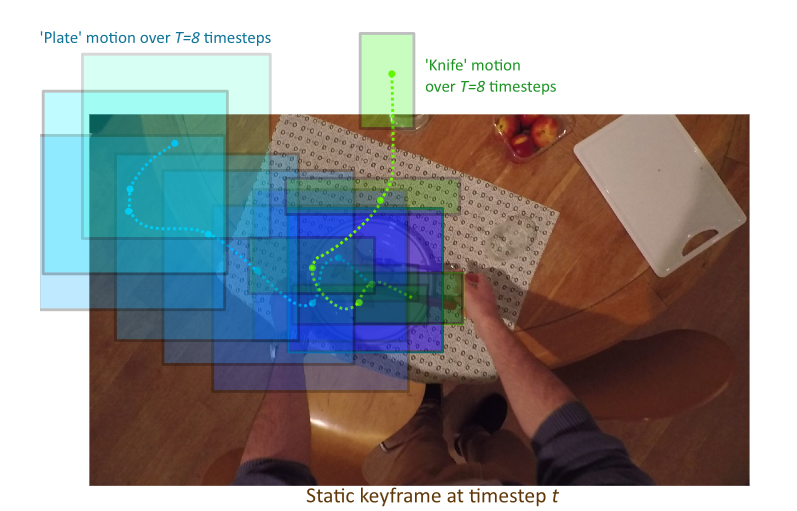 'Plate' motion over T=8 timesteps
'Knife' motion
over T=8 timesteps
Static keyframe at timestep t